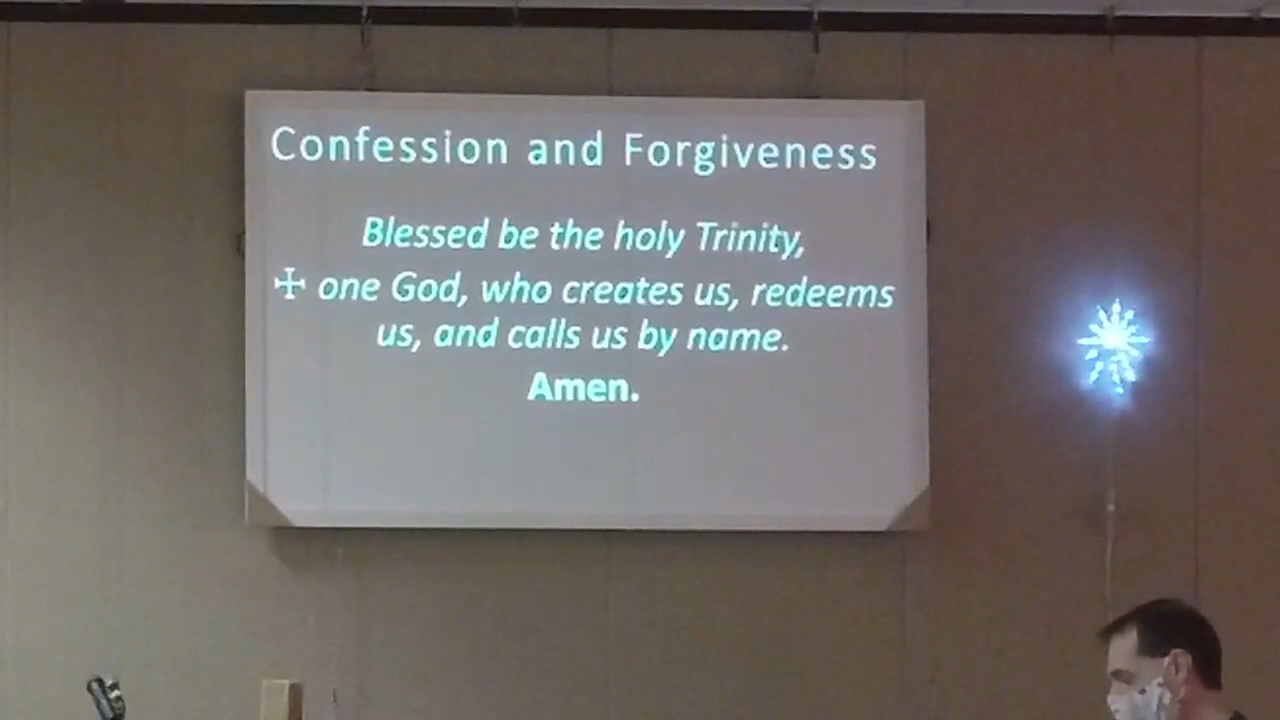 Confession and Forgiveness
Blessed be the holy Trinity,
☩ one God, who creates us, redeems
us, and calls us by name.
Amen.